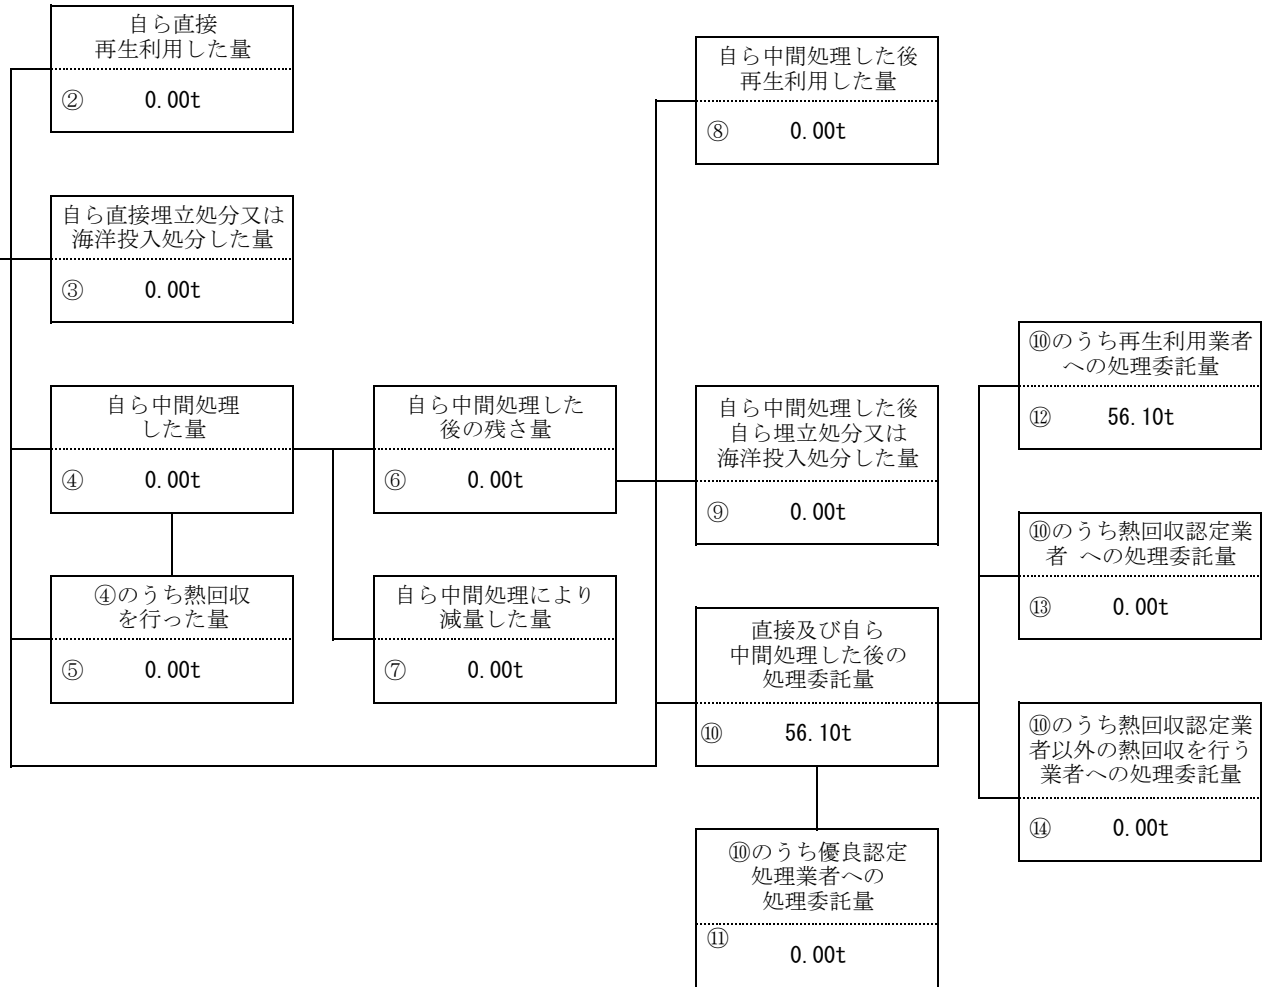 自ら直接
再生利用した量
② 0.00t
自ら直接埋立処分又は
海洋投入処分した量
③ 0.00t
自ら中間処理
した量
④ 0.00t
④のうち熱回収
を行った量
⑤ 0.00t
自ら中間処理した
後の残さ量
⑥ 0.00t
自ら中間処理により
減量した量
⑦ 0.00t
自ら中間処理した後
再生利用した量
⑧ 0.00t
自ら中間処理した後
自ら埋立処分又は
海洋投入処分した量
⑨ 0.00t
直接及び自ら
中間処理した後の
処理委託量
⑩ 56.10t
⑩のうち優良認定
処理業者への
処理委託量
⑪ 0.00t
⑩のうち再生利用業者
への処理委託量
⑫ 56.10t
⑩のうち熱回収認定業
者 への処理委託量
⑬ 0.00t
⑩のうち熱回収認定業
者以外の熱回収を行う
業者への処理委託量
⑭ 0.00t